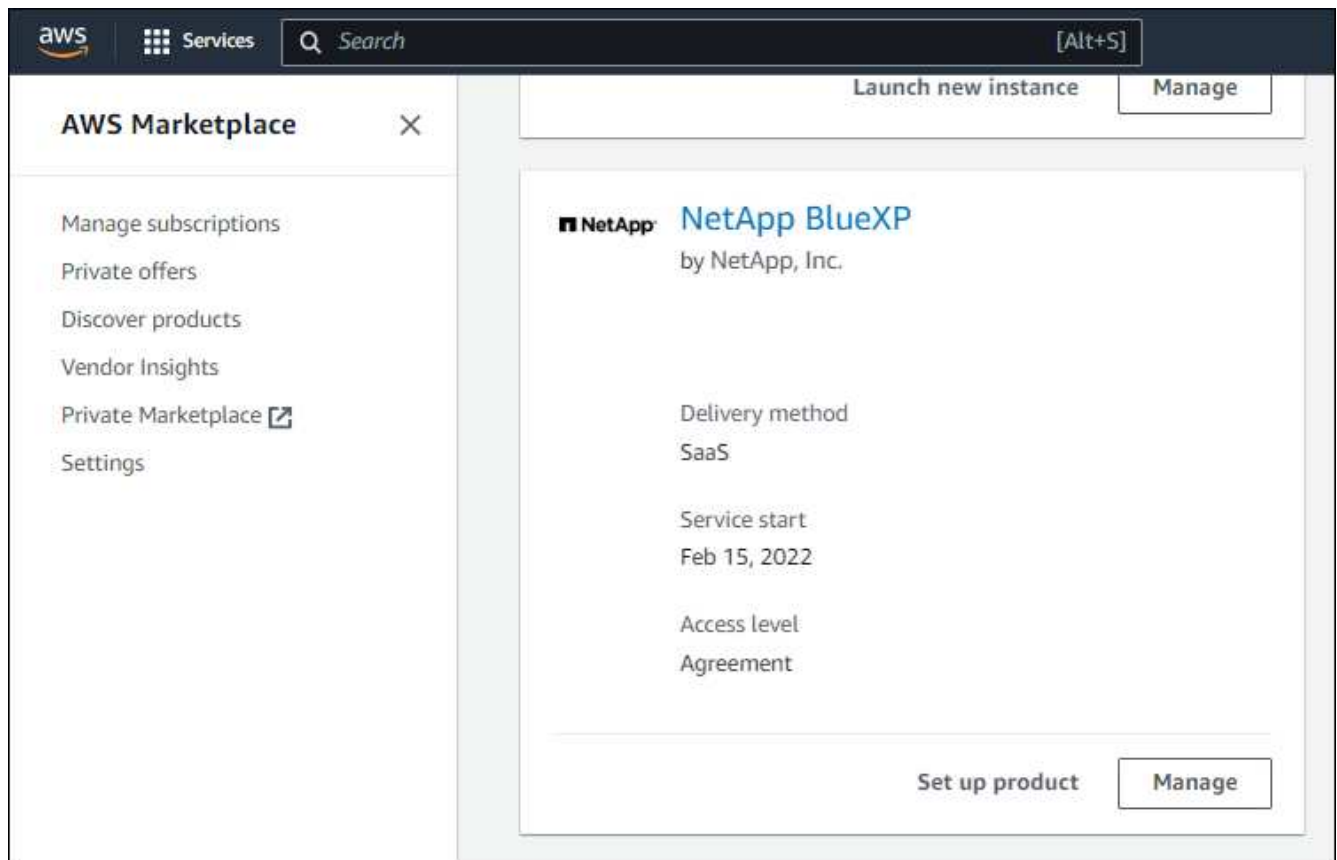 aws
Services
Search
[Alt+S]
AWS Marketplace
Manage subscriptions
Private offers
Discover products
Vendor Insights
Private Marketplace
Settings
Launch new instance
Manage
NetApp
NetApp BlueXP
by NetApp, Inc.
Delivery method
SaaS
Service start
Feb 15, 2022
Access level
Agreement
Set up product
Manage